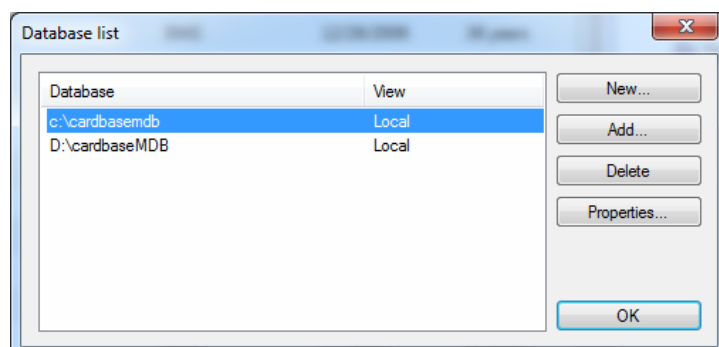 Database list
Database View
c:\cardbasemdb Local
D:\cardbaseMDB Local
New...
Add...
Delete
Properties...
OK